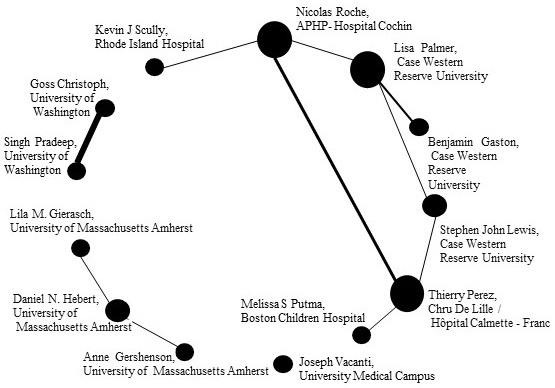 Nicolas Roche,
APHP- Hospital Cochin
Kevin J Scully,
Rhode Island Hospital
Lisa Palmer,
Case Western
Reserve University
Goss Christoph,
University of
Washington
Singh Pradeep,
University of
Washington
Benjamin Gaston,
Case Western
Reserve
University
Lila M. Gierasch,
University of Massachusetts Amherst
Stephen John Lewis,
Case Western
Reserve University
Daniel N. Hebert,
University of
Massachusetts Amherst
Melissa S Putma,
Boston Children Hospital
Thierry Perez,
Chru De Lille /
Hôpital Calmette - Franc
Anne Gershenson,
University of Massachusetts Amherst
Joseph Vacanti,
University Medical Campus